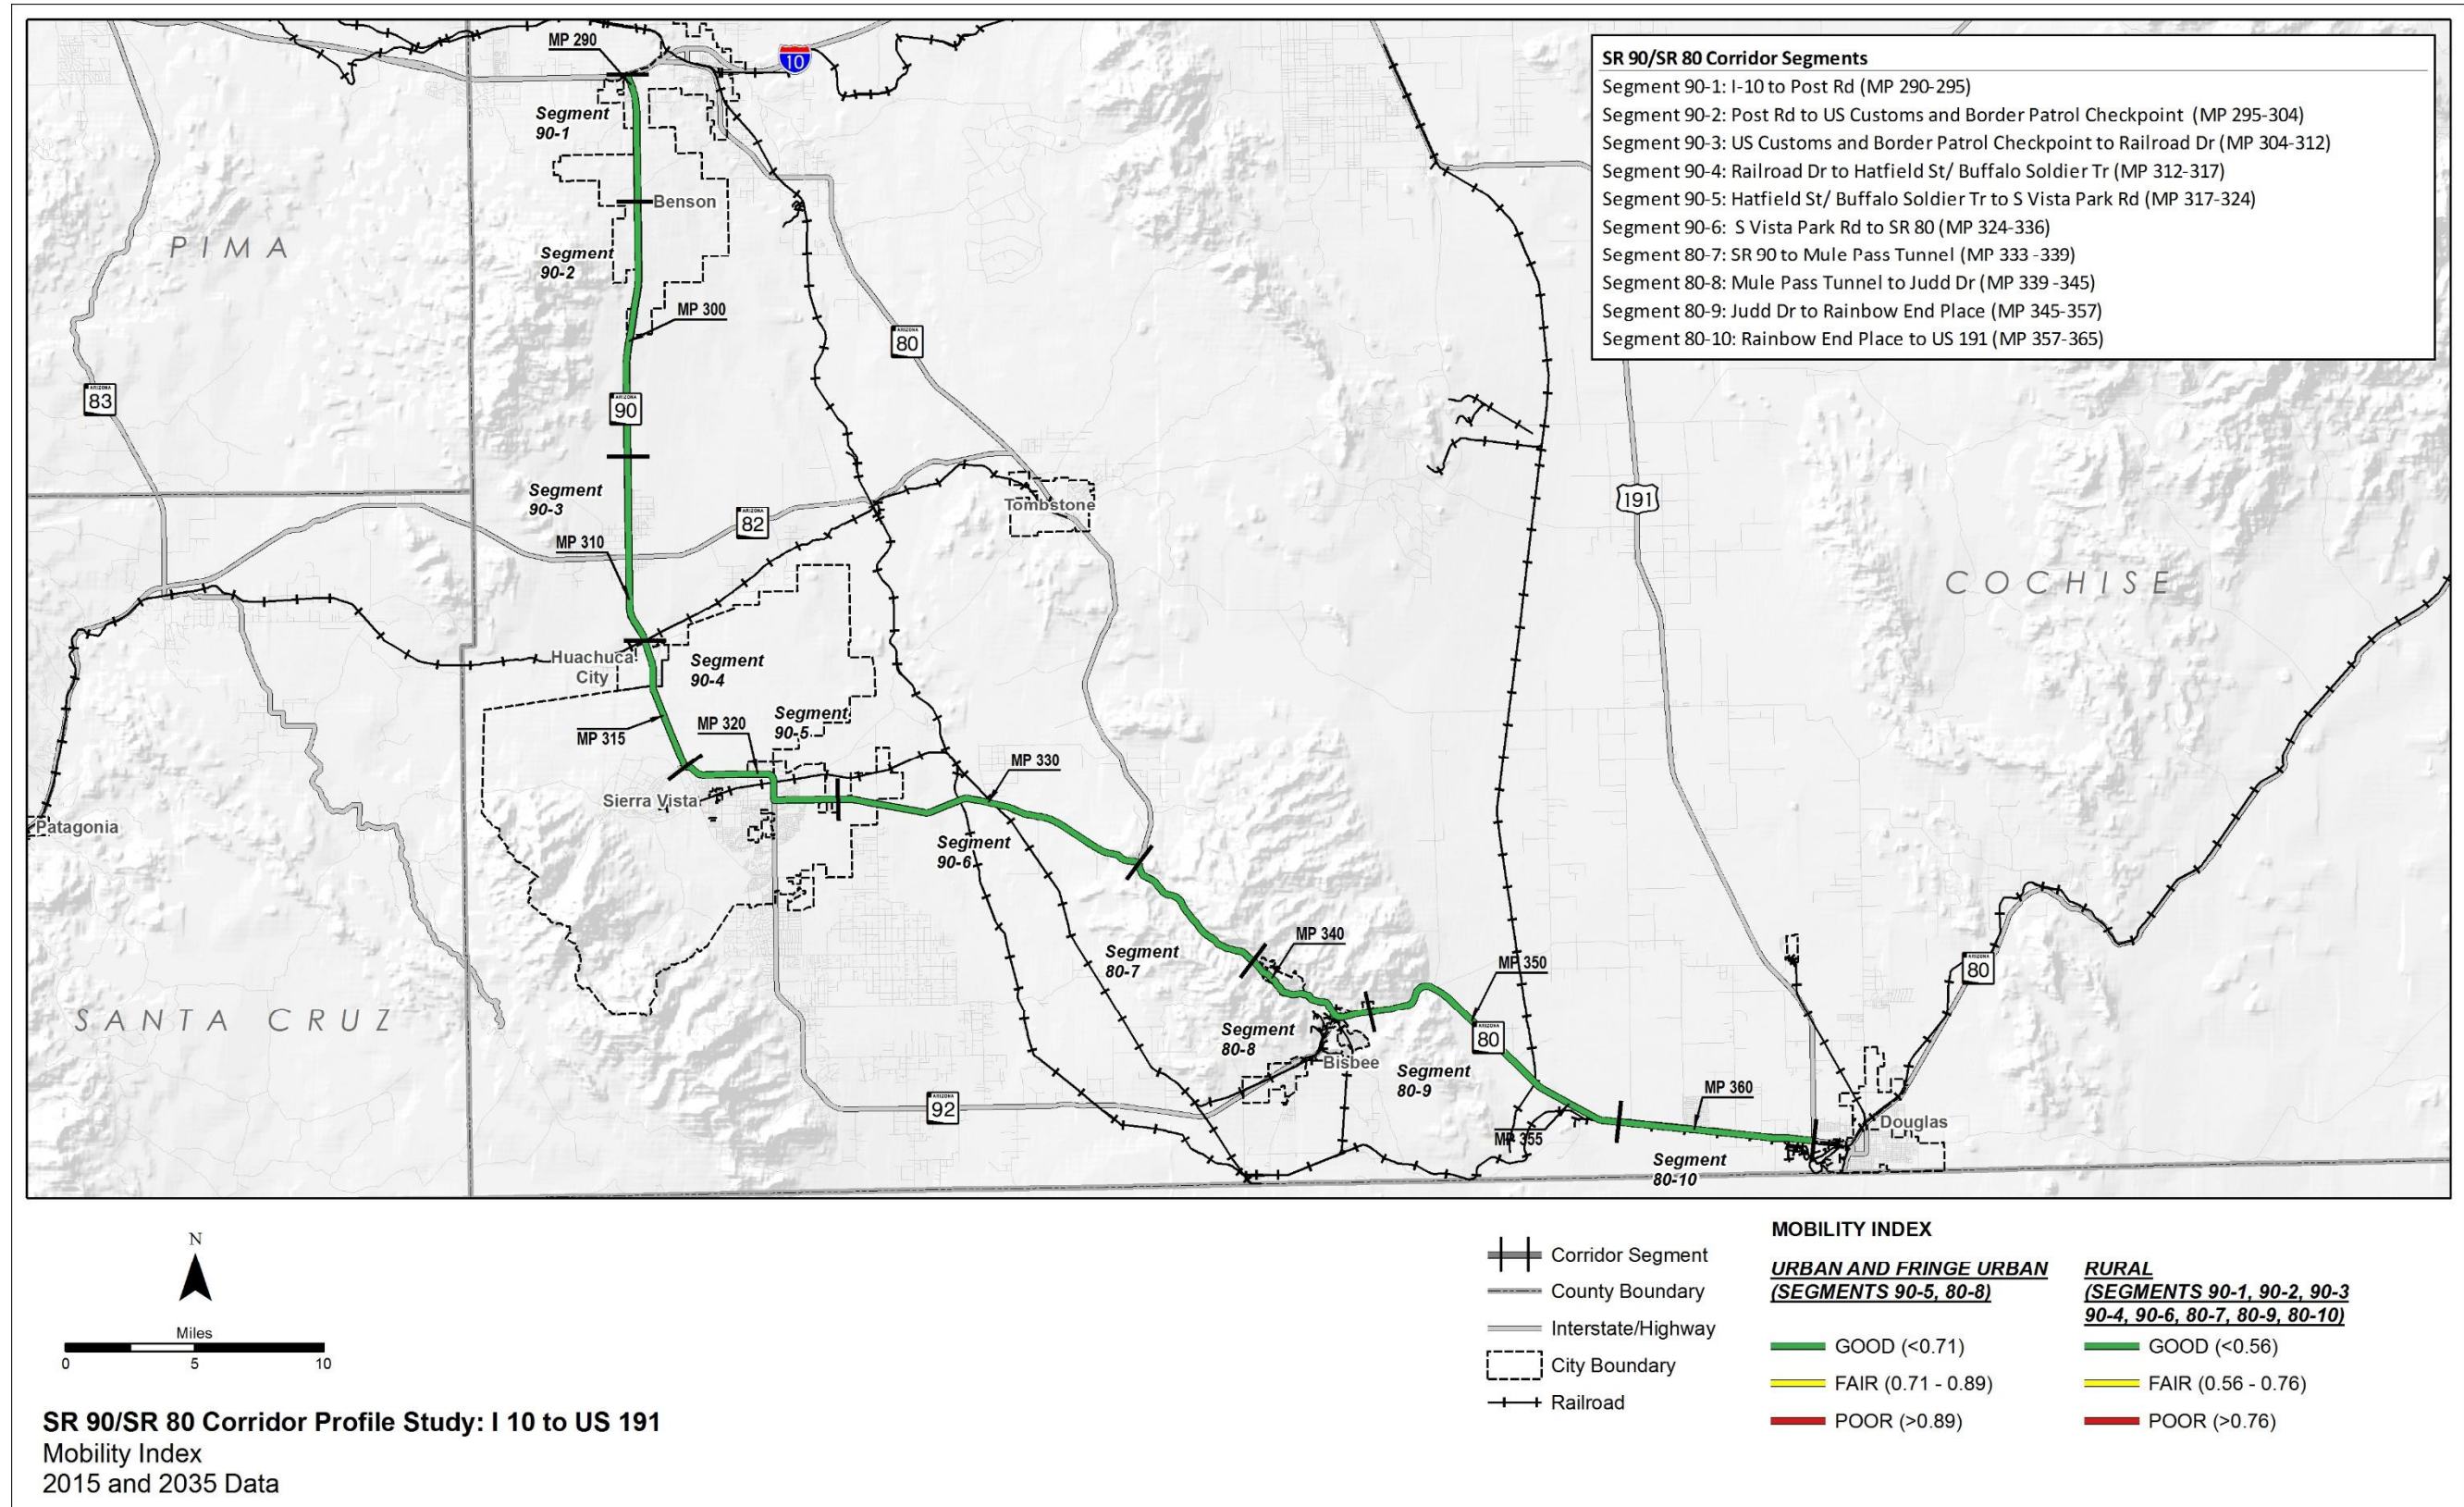 SR 90/SR 80 Corridor Segments
Segment 90-1: I-10 to Post Rd (MP 290-295)
Segment 90-2: Post Rd to US Customs and Border Patrol Checkpoint (MP 295-304)
Segment 90-3: US Customs and Border Patrol Checkpoint to Railroad Dr (MP 304-312)
Segment 90-4: Railroad Dr to Hatfield St/ Buffalo Soldier Tr (MP 312-317)
Segment 90-5: Hatfield St/ Buffalo Soldier Tr to S Vista Park Rd (MP 317-324)
Segment 90-6: S Vista Park Rd to SR 80 (MP 324-336)
Segment 80-7: SR 90 to Mule Pass Tunnel (MP 333 -339)
Segment 80-8: Mule Pass Tunnel to Judd Dr (MP 339 -345)
Segment 80-9: Judd Dr to Rainbow End Place (MP 345-357)
Segment 80-10: Rainbow End Place to US 191 (MP 357-365)
MP 290
10
Segment
90-1
Benson
PIMA
Segment
90-2
MP 300
ARIZONA
80
ARIZONA
83
ARIZONA
90
Segment
90-3
Tombstone
191
ARIZONA
82
MP 310
COCHISE
Huachuca
City
Segment
90-4
Segment
90-5
MP 320
MP 315
MP 330
Sierra Vista
Patagonia
Segment
90-6
MP 340
Segment
80-7
MP 350
ARIZONA
80
SANTA CRUZ
Segment
80-8
ARIZONA
80
Bisbee
Segment
80-9
MP 360
ARIZONA
92
Douglas
MP 355
Segment
80-10
N
Miles
0 5 10
SR 90/SR 80 Corridor Profile Study: I 10 to US 191
Mobility Index
2015 and 2035 Data
Corridor Segment
County Boundary
Interstate/Highway
City Boundary
Railroad
MOBILITY INDEX
URBAN AND FRINGE URBAN
(SEGMENTS 90-5, 80-8)
GOOD (<0.71)
FAIR (0.71 - 0.89)
POOR (>0.89)
RURAL
(SEGMENTS 90-1, 90-2, 90-3
90-4, 90-6, 80-7, 80-9, 80-10)
GOOD (<0.56)
FAIR (0.56 - 0.76)
POOR (>0.76)